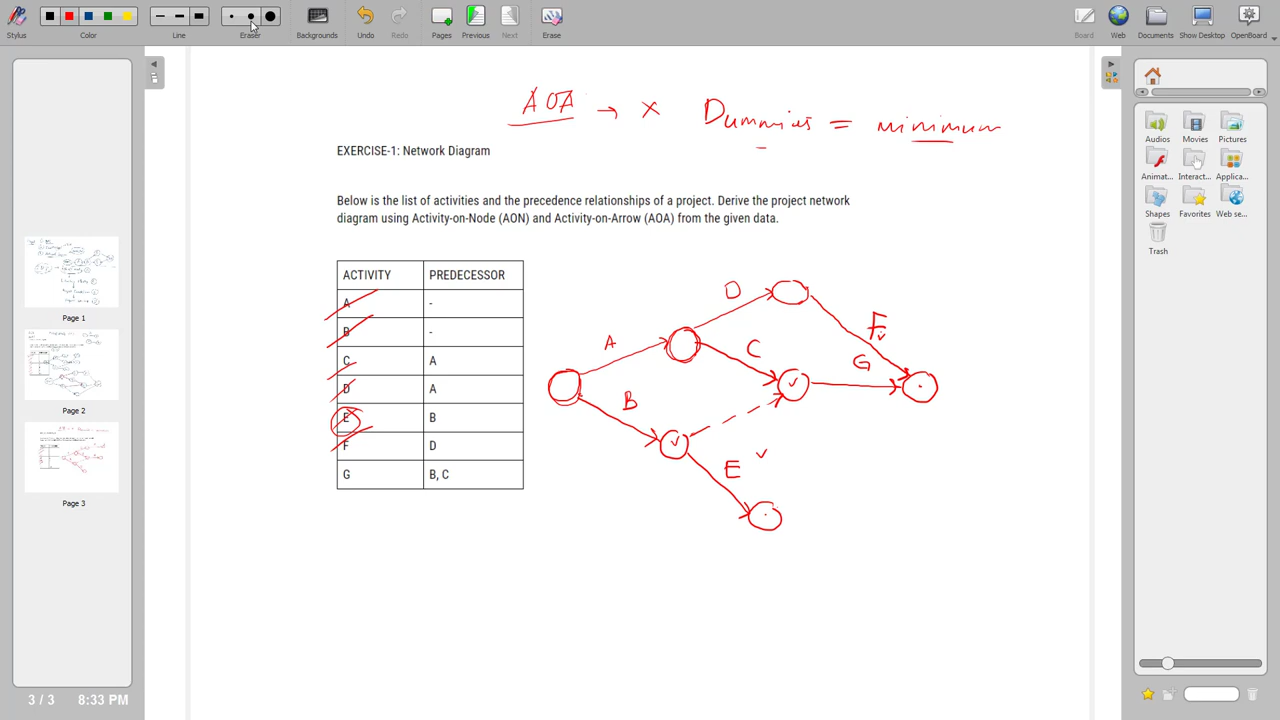 Stylus
Color
Line
Eraser
Backgrounds
Undo
Redo
Pages
Previous
Next
Erase
Board
Web
Documents
Show Desktop
OpenBoard
AOA → X Dummies = minimum
EXERCISE-1: Network Diagram
Below is the list of activities and the precedence relationships of a project. Derive the project network
diagram using Activity-on-Node (AON) and Activity-on-Arrow (AOA) from the given data.
ACTIVITY PREDECESSOR
A -
B -
C A
D A
E B
F D
G B, C
D
F
A
C
G
B
E
Page 1
Page 2
Page 3
3 / 3 8:33 PM
Audios
Movies
Pictures
Animat...
Interact...
Applica...
Shapes
Favorites
Web se...
Trash